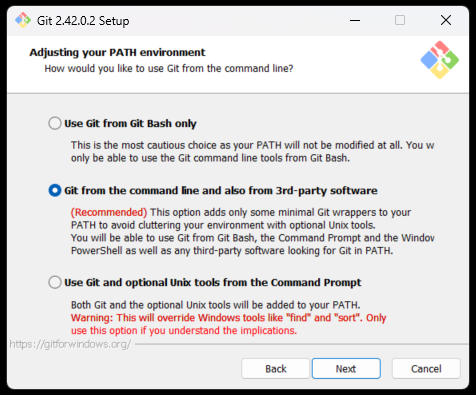 Git 2.42.0.2 Setup
Adjusting your PATH environment
How would you like to use Git from the command line?
Use Git from Git Bash only
This is the most cautious choice as your PATH will not be modified at all. You w
only be able to use the Git command line tools from Git Bash.
Git from the command line and also from 3rd-party software
(Recommended) This option adds only some minimal Git wrappers to your
PATH to avoid cluttering your environment with optional Unix tools.
You will be able to use Git from Git Bash, the Command Prompt and the Window
PowerShell as well as any third-party software looking for Git in PATH.
Use Git and optional Unix tools from the Command Prompt
Both Git and the optional Unix tools will be added to your PATH.
Warning: This will override Windows tools like "find" and "sort". Only
use this option if you understand the implications.
https://gitforwindows.org/
Back Next Cancel